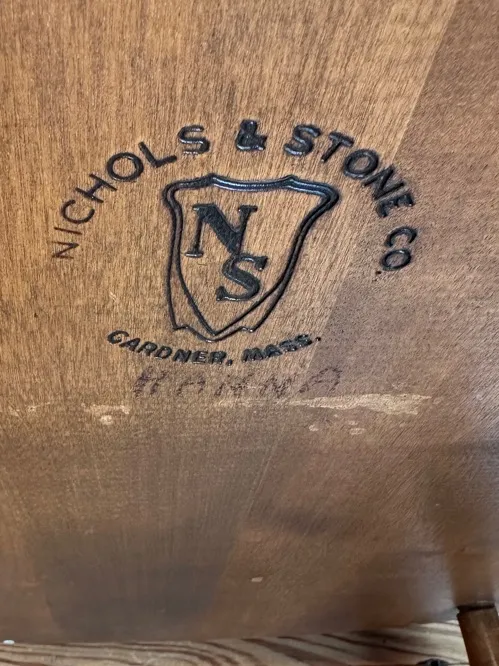 NICHOLS & STONE CO.
NS
GARDNER, MASS.